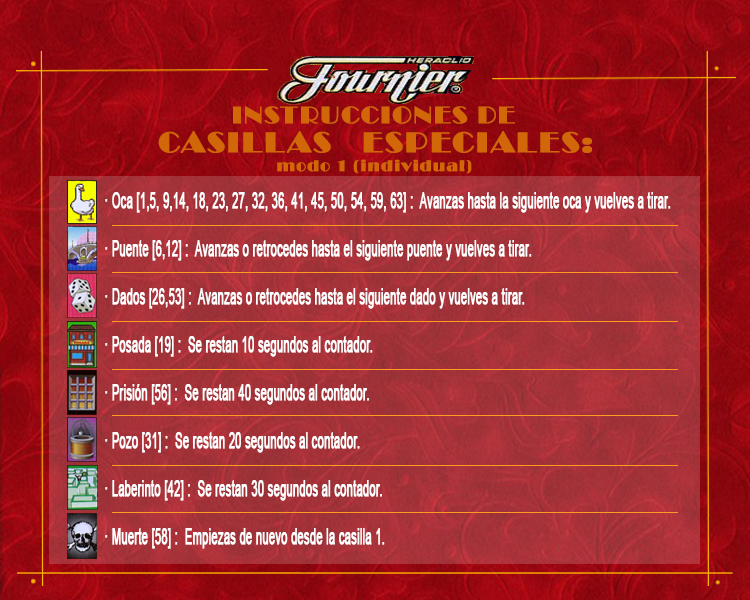 HERACLIO
Fournier®
INSTRUCCIONES DE
CASILLAS ESPECIALES:
modo 1 (individual)
· Oca [1,5, 9,14, 18, 23, 27, 32, 36, 41, 45, 50, 54, 59, 63] : Avanzas hasta la siguiente oca y vuelves a tirar.
· Puente [6,12] : Avanzas o retrocedes hasta el siguiente puente y vuelves a tirar.
· Dados [26,53] : Avanzas o retrocedes hasta el siguiente dado y vuelves a tirar.
· Posada [19] : Se restan 10 segundos al contador.
· Prisión [56] : Se restan 40 segundos al contador.
· Pozo [31] : Se restan 20 segundos al contador.
· Laberinto [42] : Se restan 30 segundos al contador.
· Muerte [58] : Empiezas de nuevo desde la casilla 1.